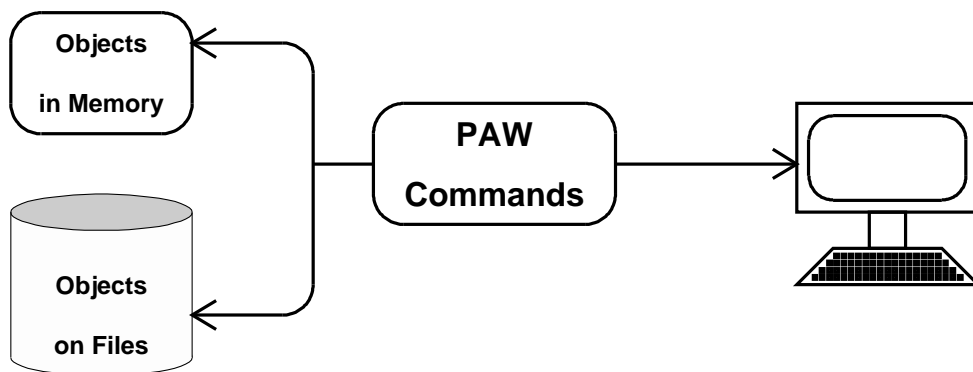 Objects
in Memory
PAW
Commands
Objects
on Files